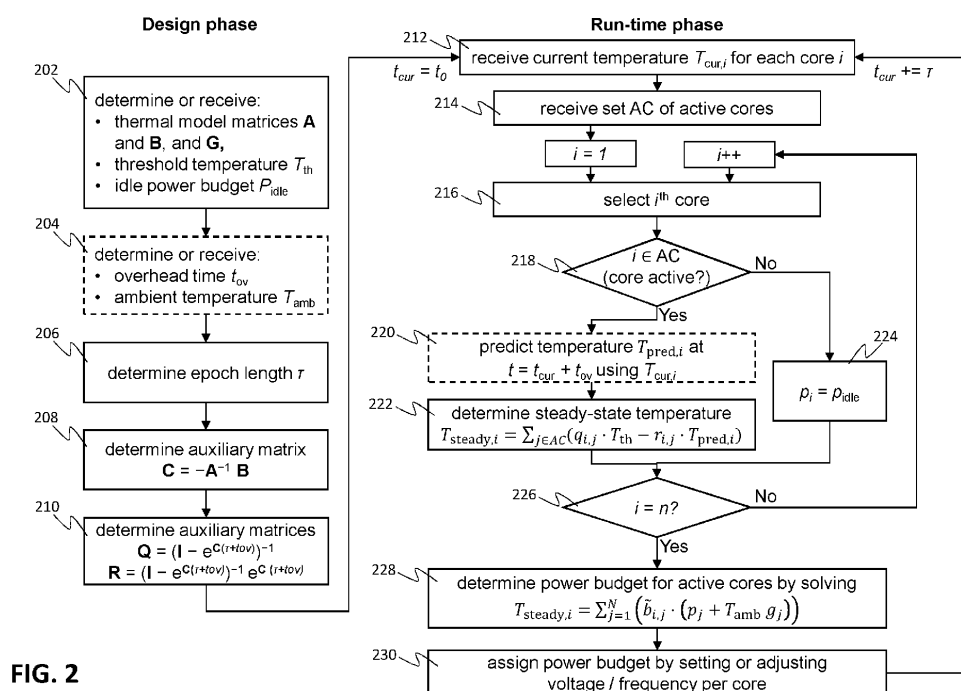 Design phase
202
determine or receive:
• thermal model matrices A
and B, and G,
• threshold temperature T_th
• idle power budget P_idle
204
determine or receive:
• overhead time t_ov
• ambient temperature T_amb
206
determine epoch length τ
208
determine auxiliary matrix
C = −A⁻¹ B
210
determine auxiliary matrices
Q = (I − e^C(τ+tov))⁻¹
R = (I − e^C(τ+tov))⁻¹ e^C (τ+tov)
FIG. 2
Run-time phase
212
receive current temperature T_cur,i for each core i
t_cur = t_0
t_cur += τ
214
receive set AC of active cores
i = 1
i++
216
select i^th core
218
i ∈ AC
(core active?)
No
Yes
220
predict temperature T_pred,i at
t = t_cur + t_ov using T_cur,i
224
p_i = p_idle
222
determine steady-state temperature
T_steady,i = ∑_j∈AC(q_i,j · T_th − r_i,j · T_pred,i)
226
i = n?
No
Yes
228
determine power budget for active cores by solving
T_steady,i = ∑_j=1^N (b̃_i,j · (p_j + T_amb g_j))
230
assign power budget by setting or adjusting
voltage / frequency per core